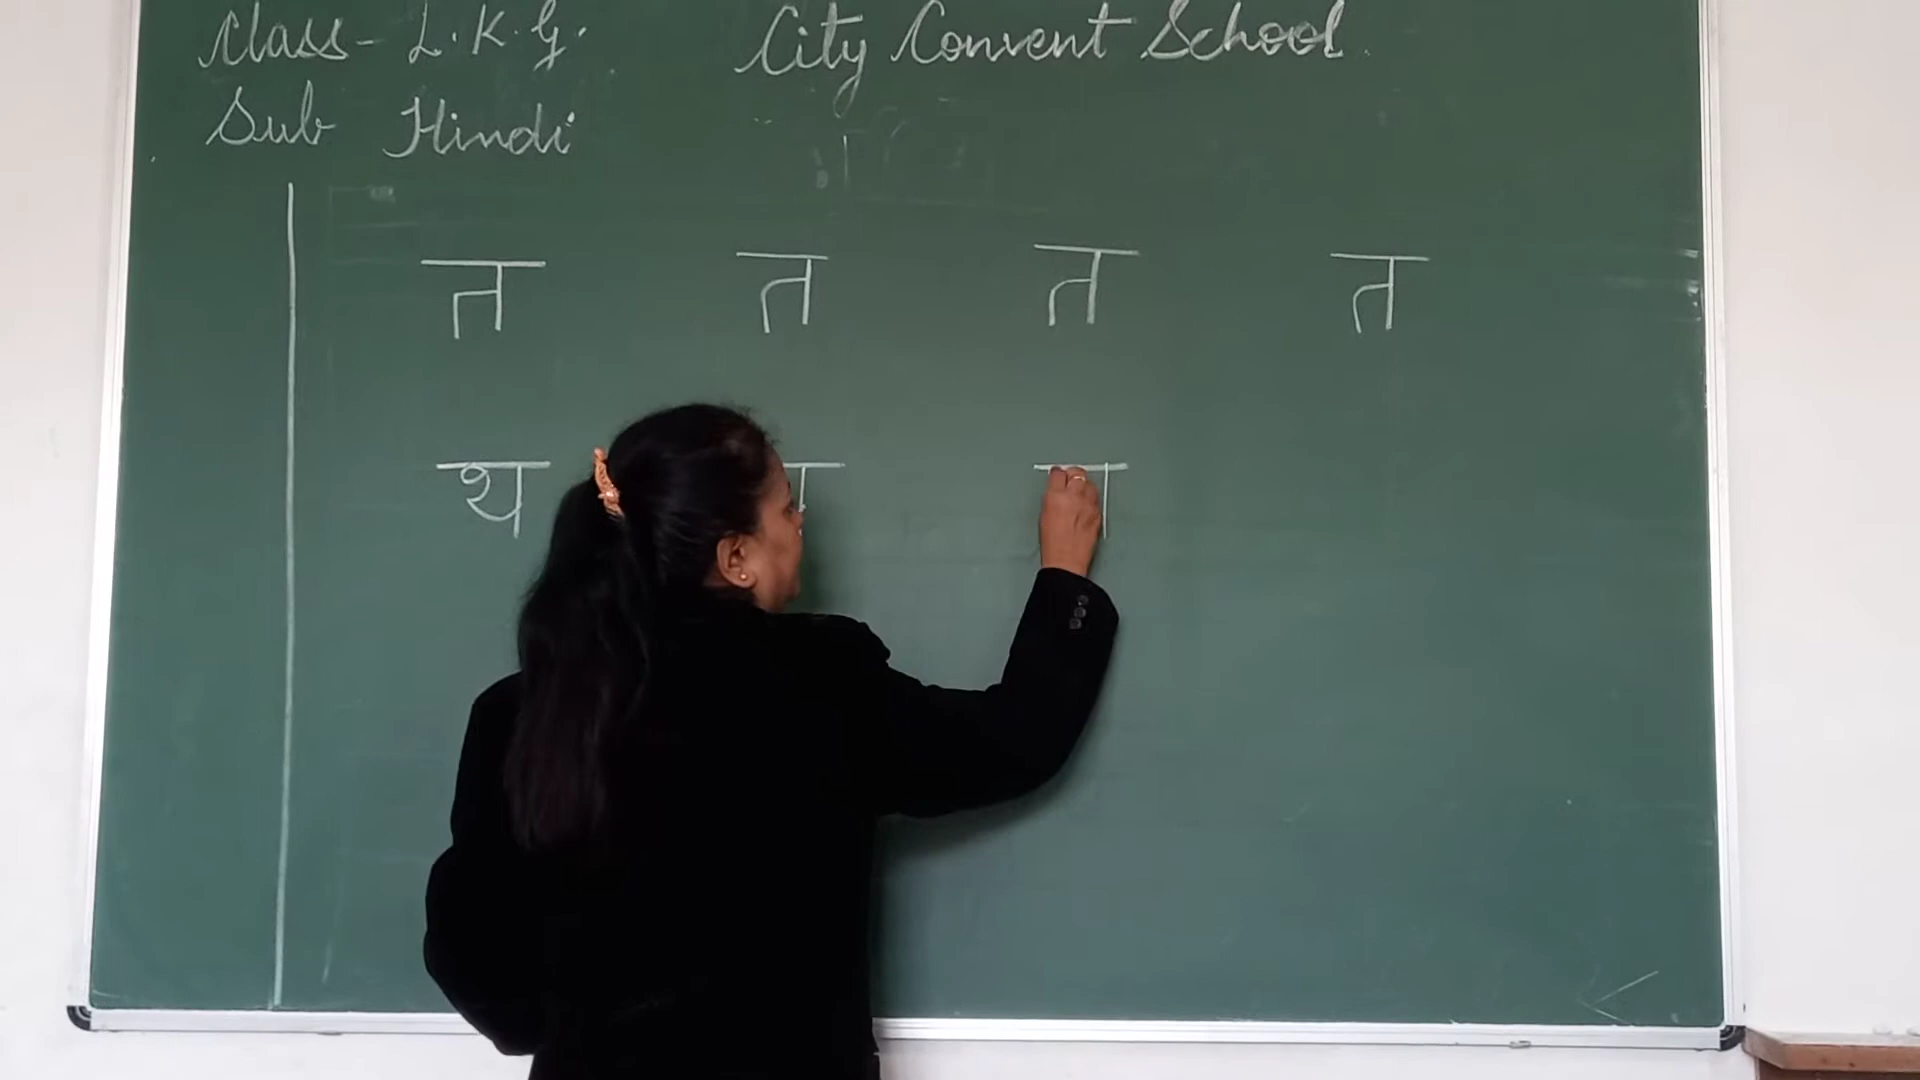 Class - L.K.G. City Convent School
Sub Hindi
त त त त
थ